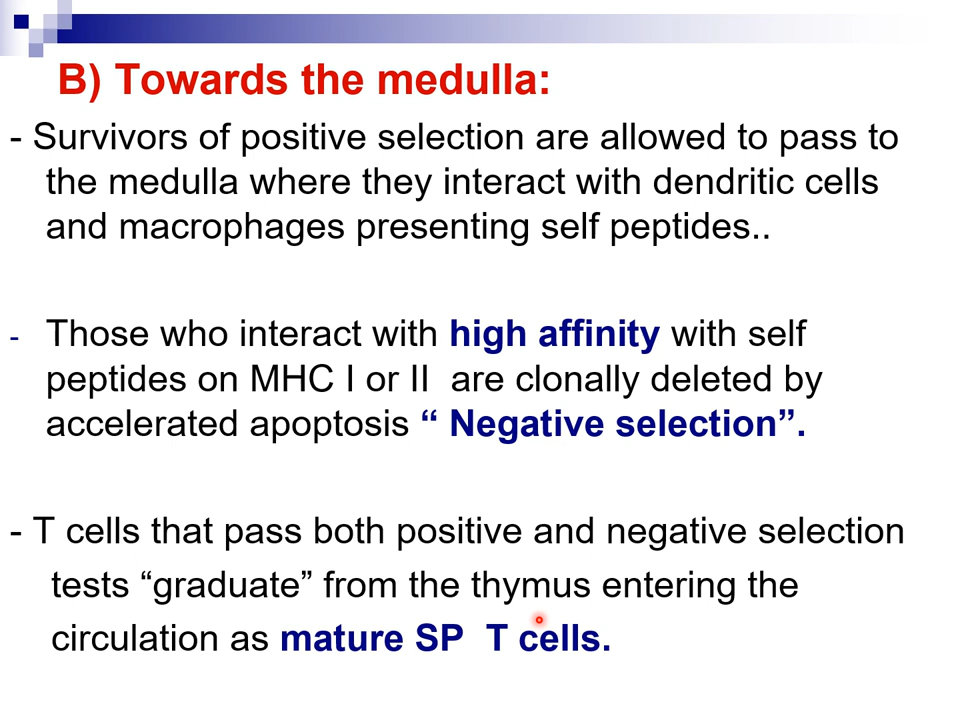 B) Towards the medulla:
- Survivors of positive selection are allowed to pass to
the medulla where they interact with dendritic cells
and macrophages presenting self peptides..
- Those who interact with high affinity with self
peptides on MHC I or II are clonally deleted by
accelerated apoptosis “ Negative selection”.
- T cells that pass both positive and negative selection
tests “graduate” from the thymus entering the
circulation as mature SP T cells.